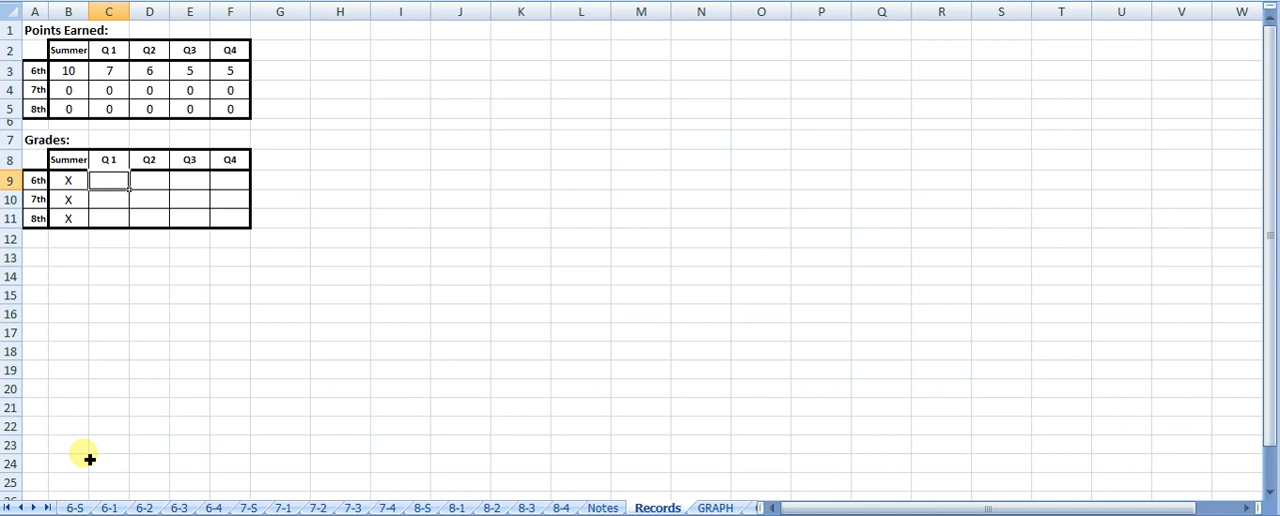 A B C D E F G H I J K L M N O P Q R S T U V W
1 Points Earned:
2 Summer Q 1 Q2 Q3 Q4
3 6th 10 7 6 5 5
4 7th 0 0 0 0 0
5 8th 0 0 0 0 0
6
7 Grades:
8 Summer Q 1 Q2 Q3 Q4
9 6th X
10 7th X
11 8th X
12
13
14
15
16
17
18
19
20
21
22
23
24
25
6-S 6-1 6-2 6-3 6-4 7-S 7-1 7-2 7-3 7-4 8-S 8-1 8-2 8-3 8-4 Notes Records GRAPH